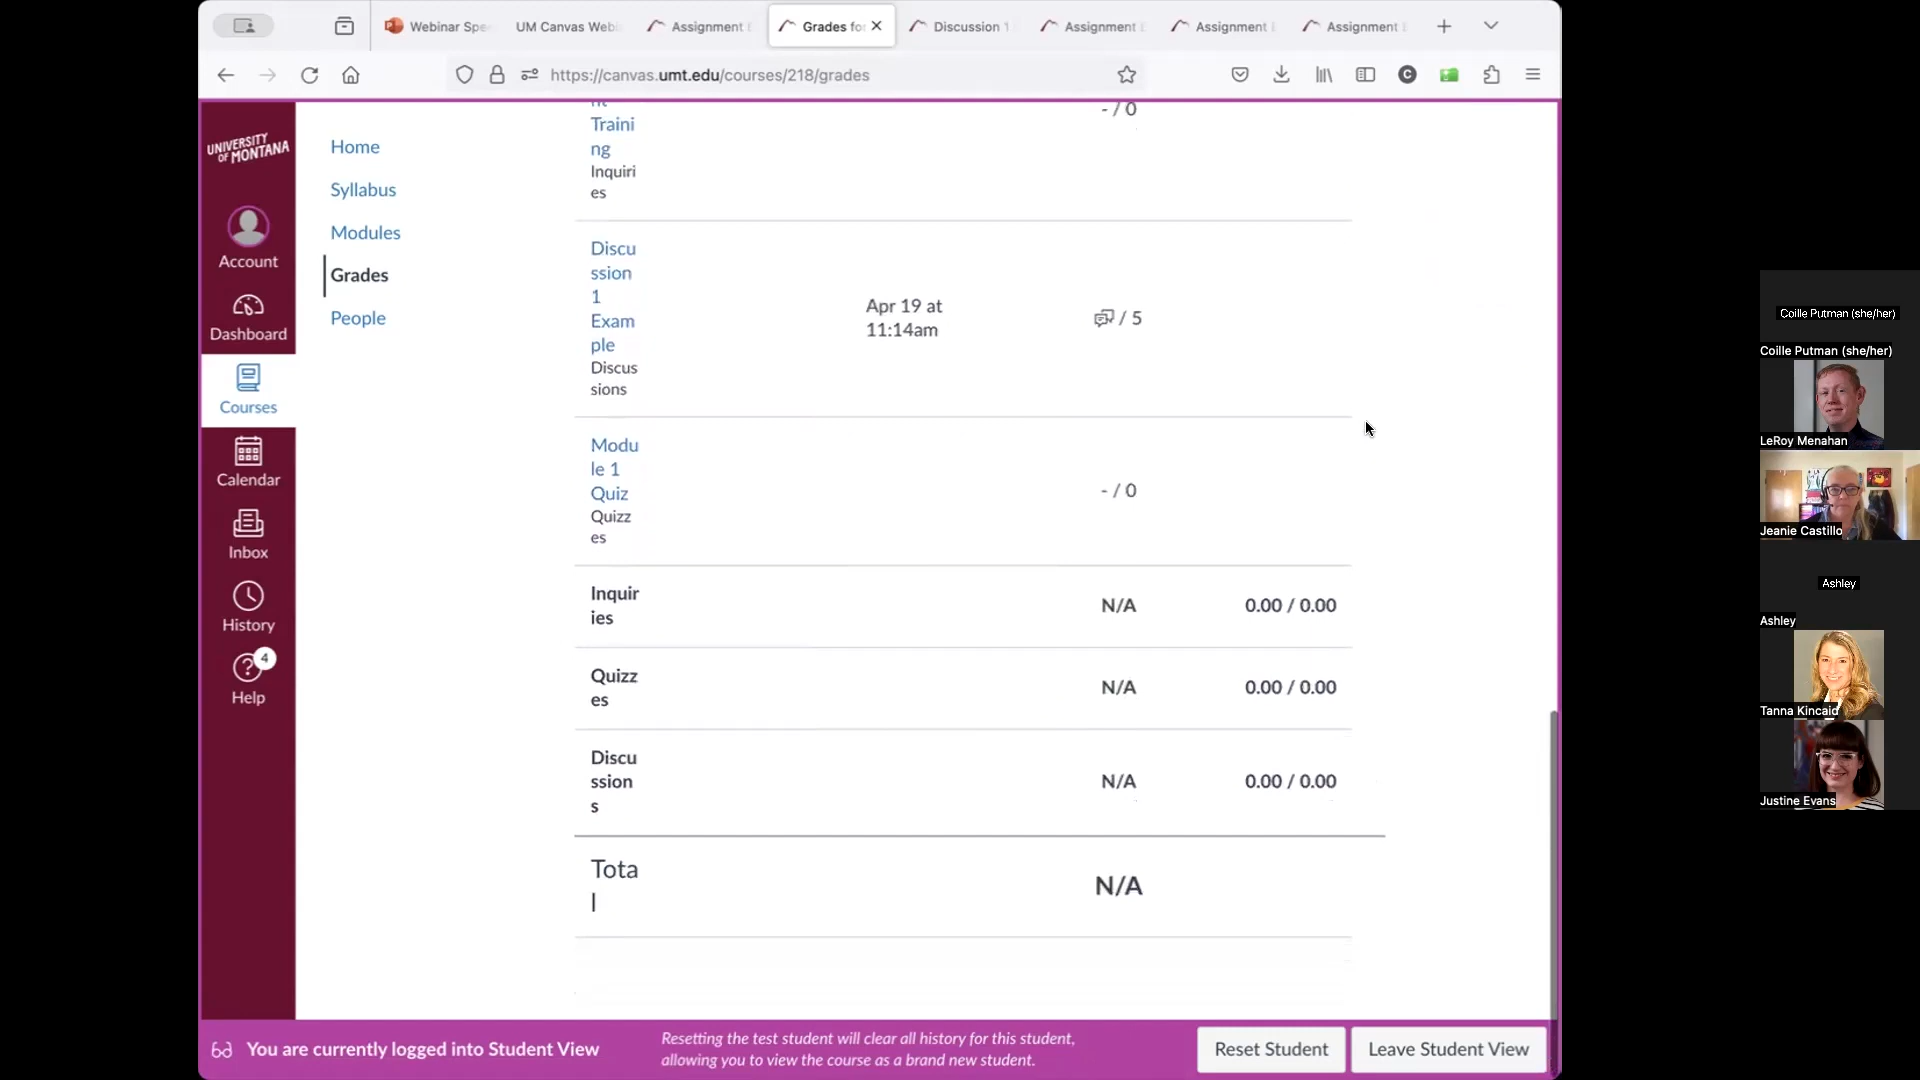 Webinar Spe
UM Canvas Webi
Assignment E
Grades for
Discussion 1
Assignment E
Assignment E
Assignment E
https://canvas.umt.edu/courses/218/grades
UNIVERSITY
OF MONTANA
Account
Dashboard
Courses
Calendar
Inbox
History
4
Help
Home
Syllabus
Modules
Grades
People
Traini
ng
Inquiri
es
- / 0
Discu
ssion
1
Exam
ple
Discus
sions
Apr 19 at
11:14am
/ 5
Modu
le 1
Quiz
Quizz
es
- / 0
Inquir
ies
N/A
0.00 / 0.00
Quizz
es
N/A
0.00 / 0.00
Discu
ssion
s
N/A
0.00 / 0.00
Tota
l
N/A
You are currently logged into Student View
Resetting the test student will clear all history for this student,
allowing you to view the course as a brand new student.
Reset Student
Leave Student View
Coille Putman (she/her)
Coille Putman (she/her)
LeRoy Menahan
Jeanie Castillo
Ashley
Ashley
Tanna Kincaid
Justine Evans